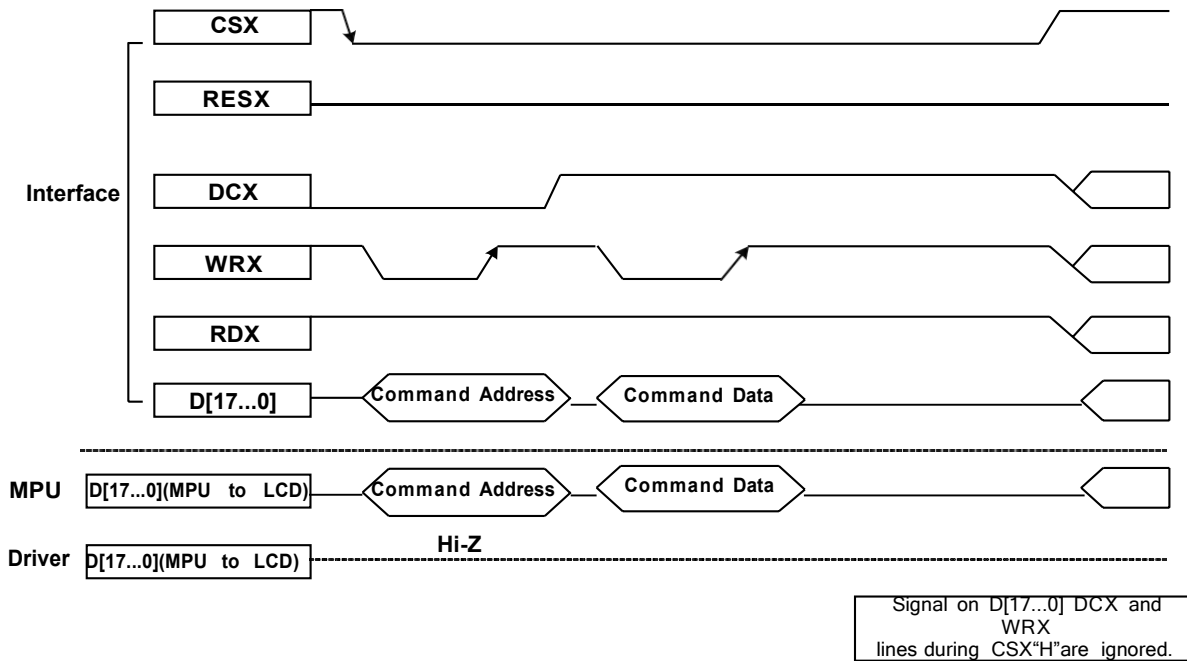 CSX
RESX
Interface
DCX
WRX
RDX
D[17...0]
Command Address
Command Data
MPU
D[17...0](MPU to LCD)
Command Address
Command Data
Hi-Z
Driver
D[17...0](MPU to LCD)
Signal on D[17...0] DCX and
WRX
lines during CSX“H”are ignored.